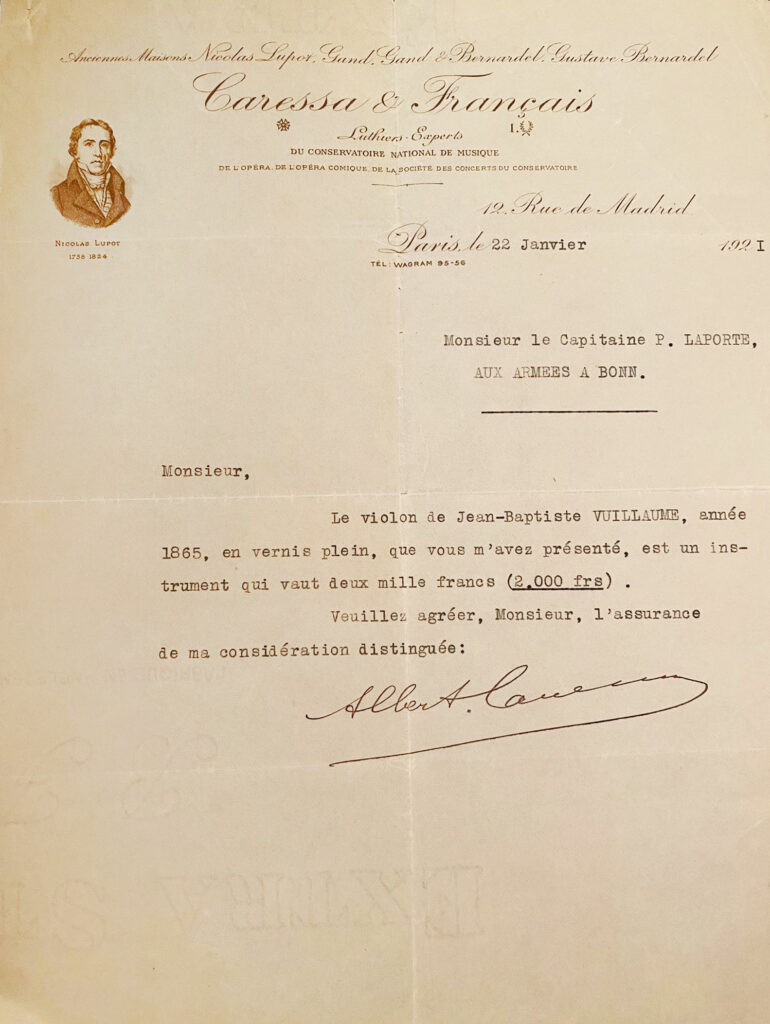 Anciennes Maisons Nicolas Lupot, Gand, Gand & Bernardel, Gustave Bernardel
Caressa & Français
Luthiers-Experts
DU CONSERVATOIRE NATIONAL DE MUSIQUE
DE L'OPÉRA, DE L'OPÉRA COMIQUE, DE LA SOCIÉTÉ DES CONCERTS DU CONSERVATOIRE
NICOLAS LUPOT
1758 1824
12, Rue de Madrid
Paris, le 22 Janvier 1921
TÉL: WAGRAM 95-56
Monsieur le Capitaine P. LAPORTE,
AUX ARMEES A BONN.
Monsieur,
Le violon de Jean-Baptiste VUILLAUME, année
1865, en vernis plein, que vous m'avez présenté, est un ins-
trument qui vaut deux mille francs (2.000 frs) .
Veuillez agréer, Monsieur, l'assurance
de ma considération distinguée:
Albert Caressa